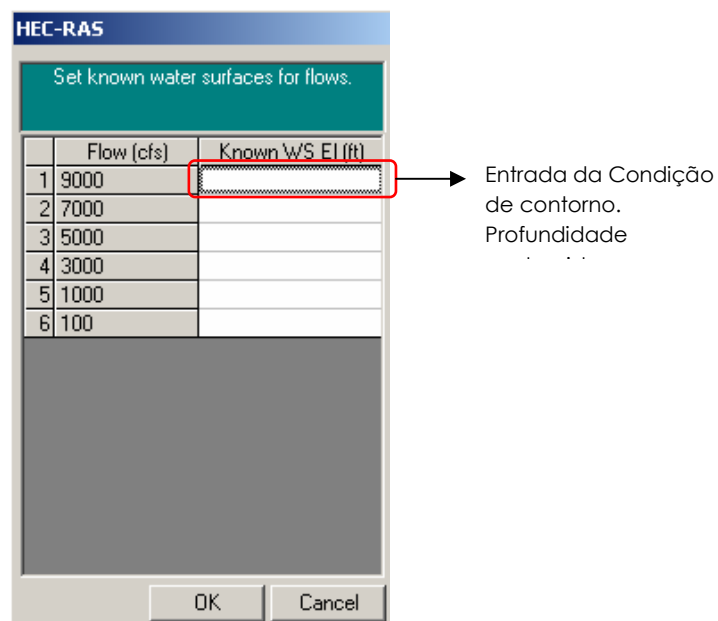 HEC-RAS
Set known water surfaces for flows.
Flow (cfs) Known WS El (ft)
1 9000
2 7000
3 5000
4 3000
5 1000
6 100
OK Cancel
Entrada da Condição
de contorno.
Profundidade